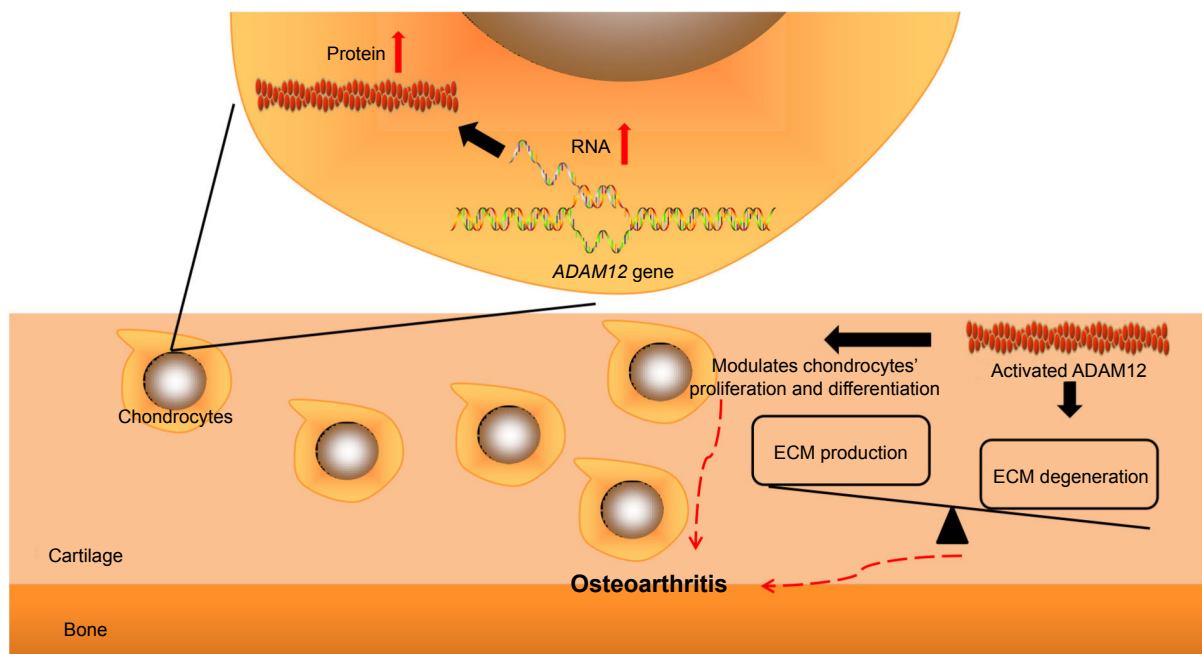 Protein
RNA
ADAM12 gene
Chondrocytes
Modulates chondrocytes’
proliferation and differentiation
Activated ADAM12
ECM production
ECM degeneration
Cartilage
Osteoarthritis
Bone